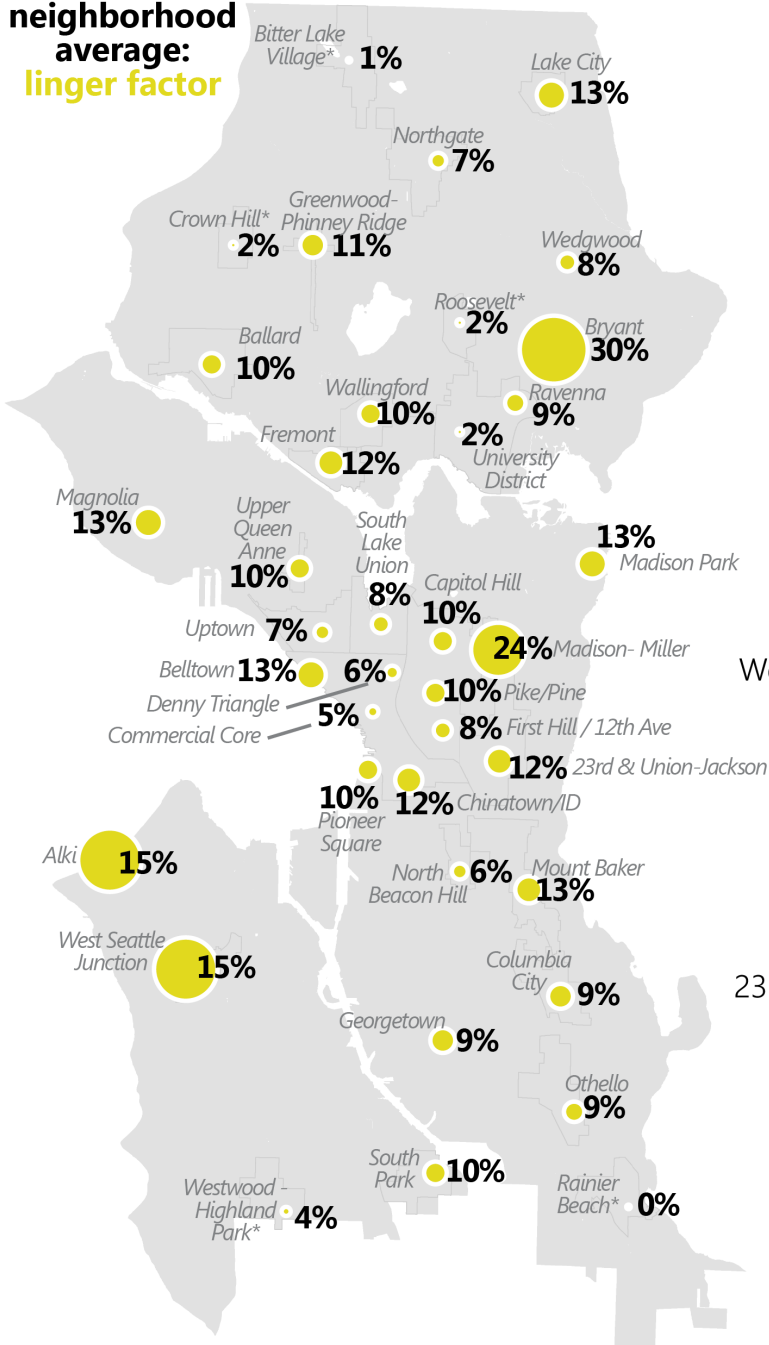 neighborhood
average:
linger factor
Bitter Lake
Village*
1%
Lake City
13%
Northgate
7%
Greenwood-
Phinney Ridge
11%
Crown Hill*
2%
Wedgwood
8%
Roosevelt*
2%
Bryant
30%
Ballard
10%
Wallingford
10%
Ravenna
9%
2%
University
District
Fremont
12%
Magnolia
13%
Upper
Queen
Anne
10%
South
Lake
Union
8%
13%
Madison Park
Capitol Hill
10%
Uptown
7%
24%
Madison- Miller
Belltown
13%
6%
Denny Triangle
10%
Pike/Pine
5%
Commercial Core
8%
First Hill / 12th Ave
12%
23rd & Union-Jackson
10%
Pioneer
Square
12%
Chinatown/ID
Alki
15%
North
Beacon Hill
6%
Mount Baker
13%
West Seattle
Junction
15%
Columbia
City
9%
Georgetown
9%
Othello
9%
South
Park
10%
Westwood -
Highland
Park*
4%
Rainier
Beach*
0%
23